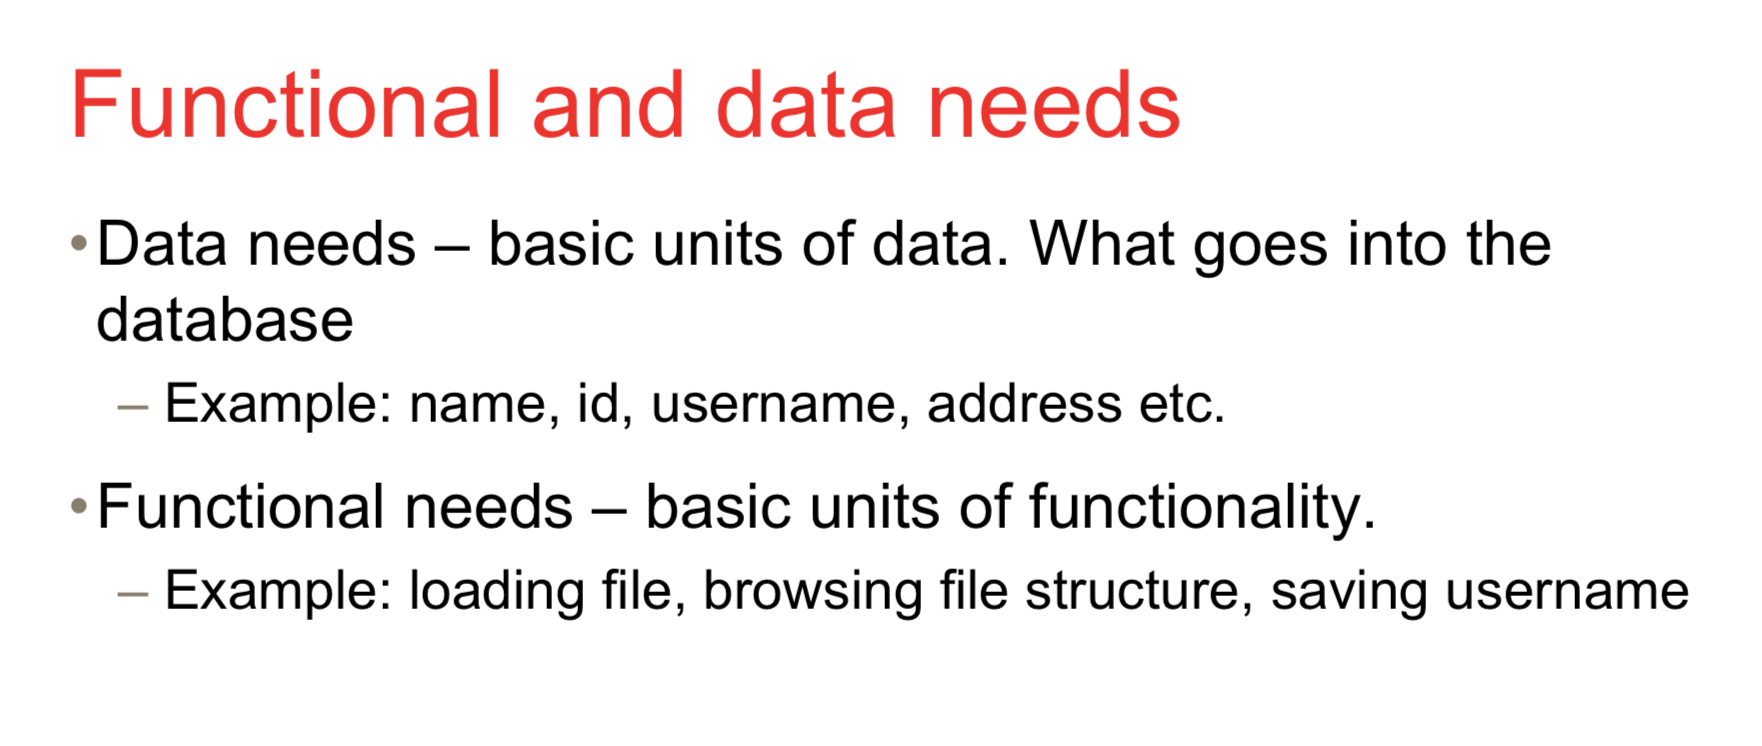 Functional and data needs
•Data needs – basic units of data. What goes into the
database
– Example: name, id, username, address etc.
•Functional needs – basic units of functionality.
– Example: loading file, browsing file structure, saving username